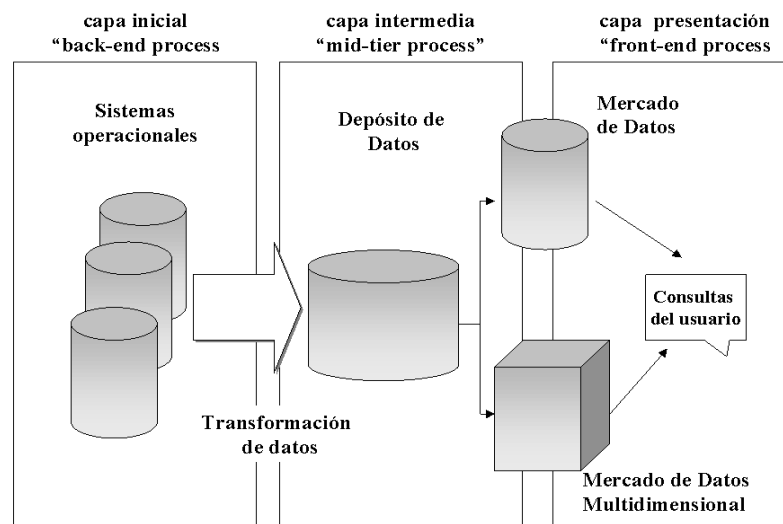 capa inicial
“back-end process
capa intermedia
“mid-tier process”
capa presentación
“front-end process
Sistemas
operacionales
Depósito de
Datos
Mercado
de Datos
Consultas
del usuario
Transformación
de datos
Mercado de Datos
Multidimensional